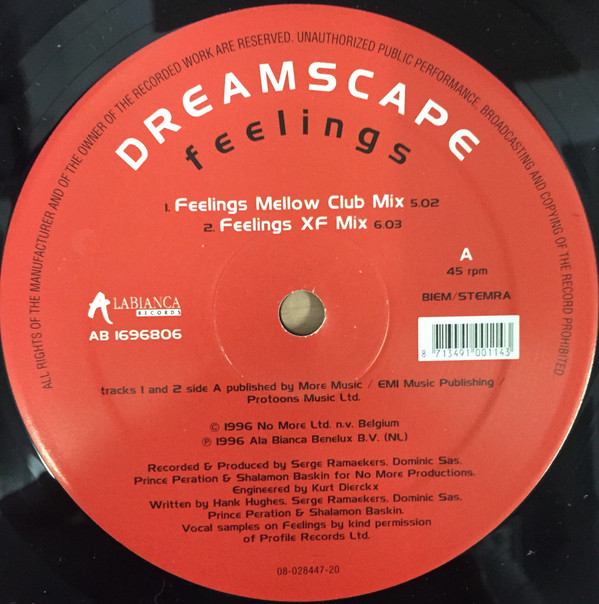 ALL RIGHTS OF THE MANUFACTURER AND OF THE OWNER OF THE RECORDED WORK ARE RESERVED. UNAUTHORIZED PUBLIC PERFORMANCE, BROADCASTING AND COPYING OF THE RECORD PROHIBITED
DREAMSCAPE
feelings
1. Feelings Mellow Club Mix 5.02
2. Feelings XF Mix 6.03
A
45 rpm
A LABIANCA
RECORDS
AB 1696806
BIEM/STEMRA
8 713491 001143
tracks 1 and 2 side A published by More Music / EMI Music Publishing
Protoons Music Ltd.
© 1996 No More Ltd. n.v. Belgium
℗ 1996 Ala Bianca Benelux B.V. (NL)
Recorded & Produced by Serge Ramaekers, Dominic Sas,
Prince Peration & Shalamon Baskin for No More Productions.
Engineered by Kurt Dierckx
Written by Hank Hughes, Serge Ramaekers, Dominic Sas,
Prince Peration & Shalamon Baskin.
Vocal samples on Feelings by kind permission
of Profile Records Ltd.
08-028447-20